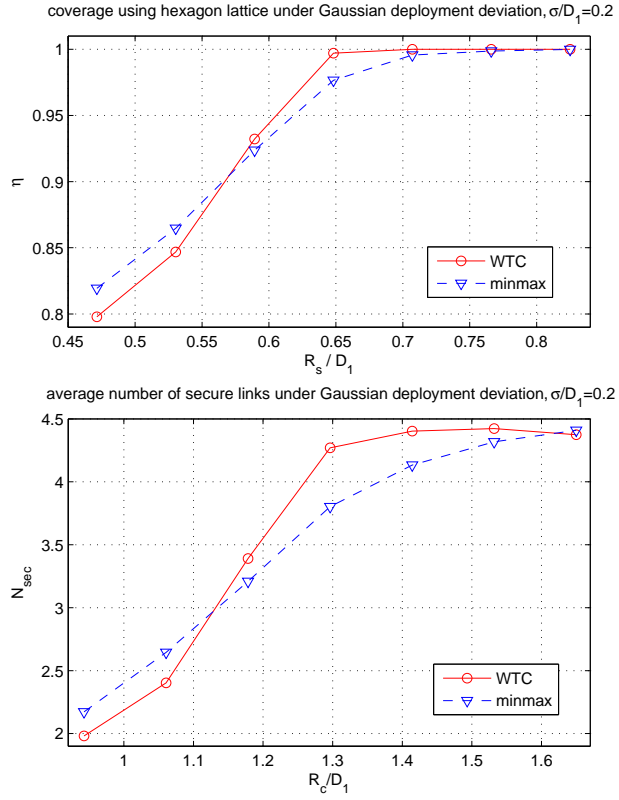 coverage using hexagon lattice under Gaussian deployment deviation, σ/D₁=0.2
1
0.95
0.9
0.85
0.8
η
WTC
minmax
0.45 0.5 0.55 0.6 0.65 0.7 0.75 0.8
Rₛ / D₁
average number of secure links under Gaussian deployment deviation, σ/D₁=0.2
4.5
4
3.5
3
2.5
2
N_sec
WTC
minmax
1 1.1 1.2 1.3 1.4 1.5 1.6
R_c/D₁